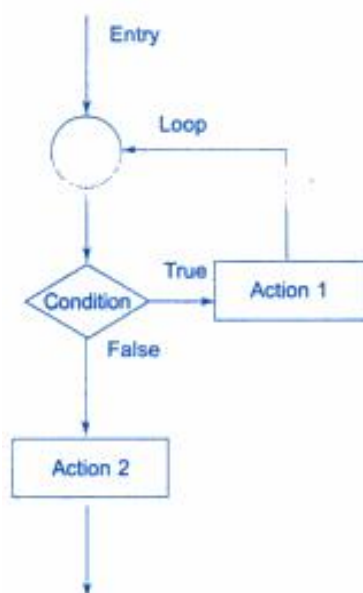 Entry
Loop
True
Condition
Action 1
False
Action 2